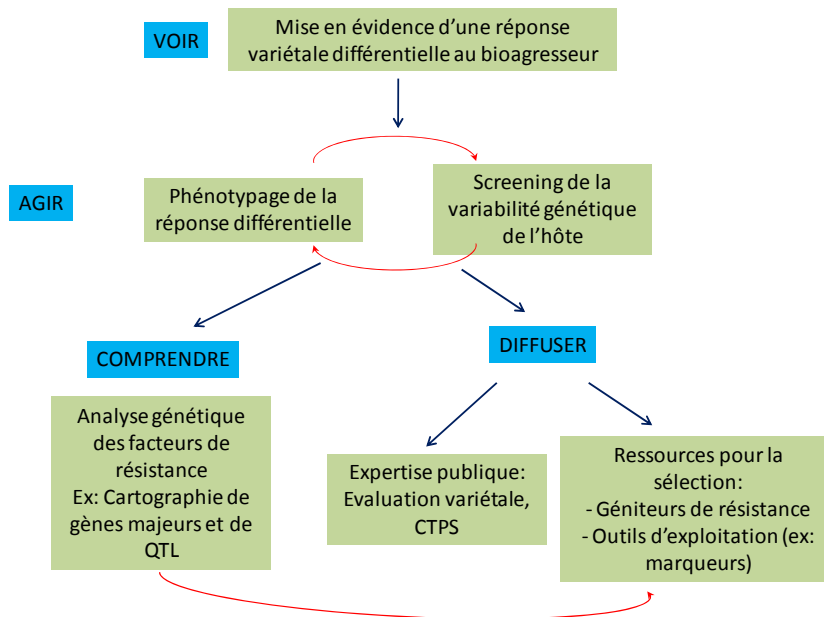 VOIR
Mise en évidence d'une réponse
variétale différentielle au bioagresseur
AGIR
Phénotypage de la
réponse différentielle
Screening de la
variabilité génétique
de l'hôte
COMPRENDRE
DIFFUSER
Analyse génétique
des facteurs de
résistance
Ex: Cartographie de
gènes majeurs et de
QTL
Expertise publique:
Evaluation variétale,
CTPS
Ressources pour la
sélection:
- Géniteurs de résistance
- Outils d'exploitation (ex:
marqueurs)